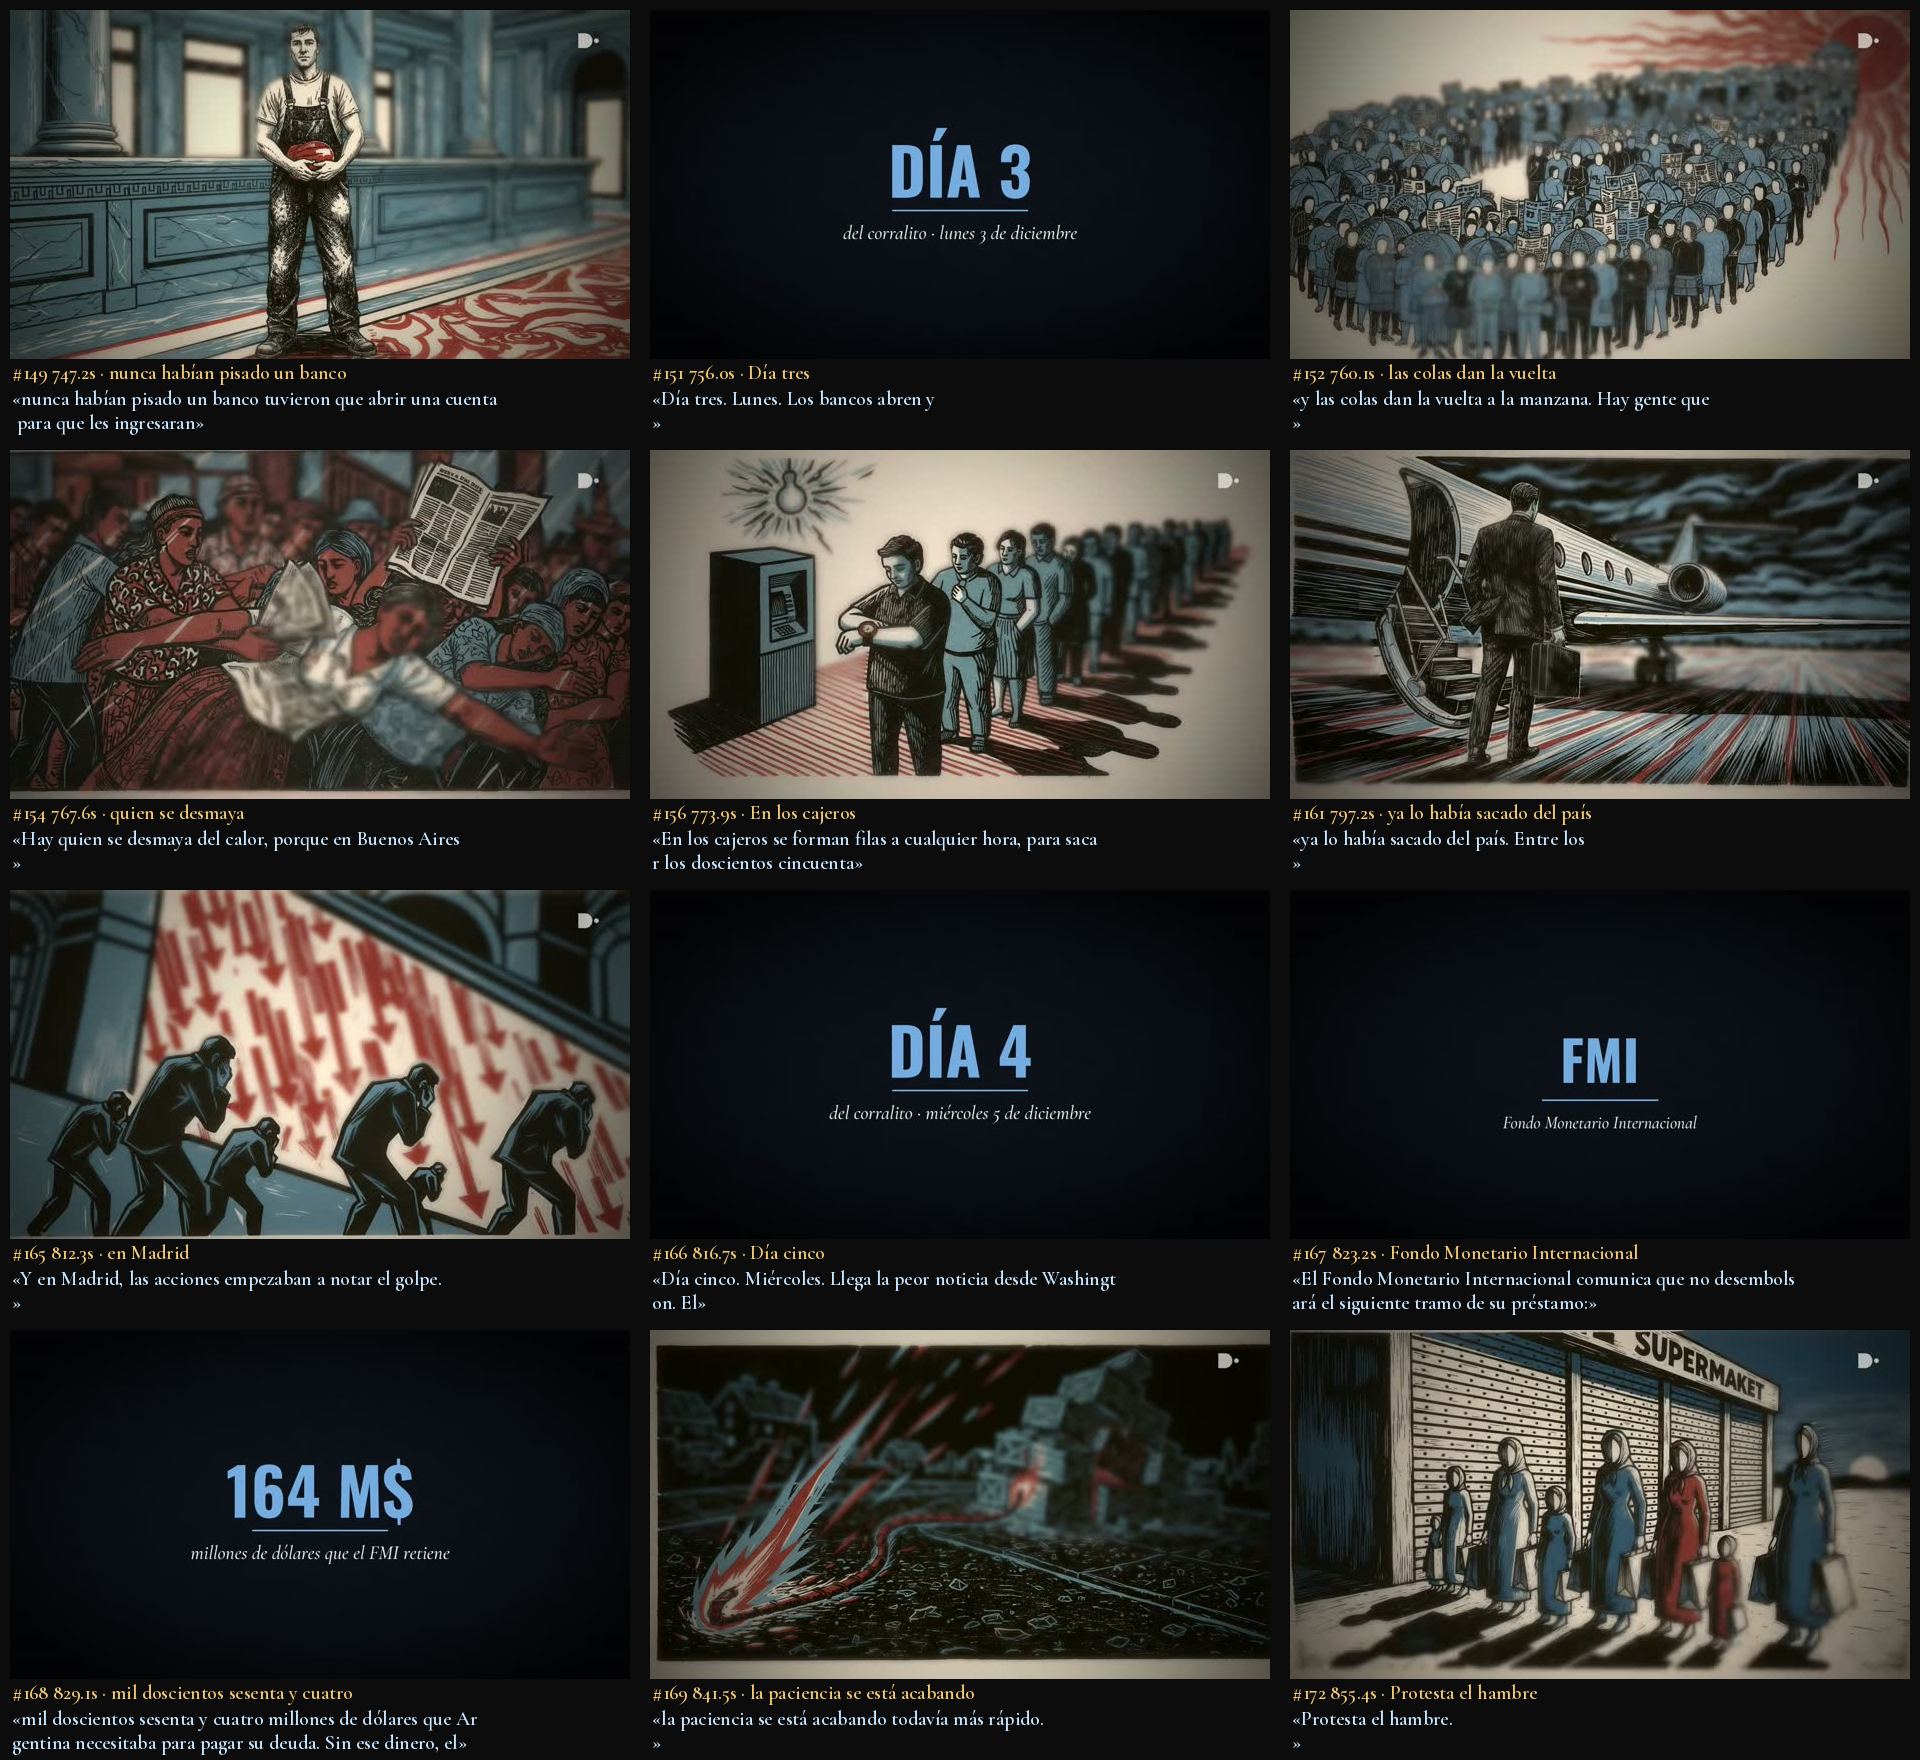 #149 747.2s · nunca habían pisado un banco
«nunca habían pisado un banco tuvieron que abrir una cuenta
para que les ingresaran»
DÍA 3
del corralito · lunes 3 de diciembre
#151 756.0s · Día tres
«Día tres. Lunes. Los bancos abren y
»
#152 760.1s · las colas dan la vuelta
«y las colas dan la vuelta a la manzana. Hay gente que
»
#154 767.6s · quien se desmaya
«Hay quien se desmaya del calor, porque en Buenos Aires
»
#156 773.9s · En los cajeros
«En los cajeros se forman filas a cualquier hora, para saca
r los doscientos cincuenta»
#161 797.2s · ya lo había sacado del país
«ya lo había sacado del país. Entre los
»
#165 812.3s · en Madrid
«Y en Madrid, las acciones empezaban a notar el golpe.
»
DÍA 4
del corralito · miércoles 5 de diciembre
#166 816.7s · Día cinco
«Día cinco. Miércoles. Llega la peor noticia desde Washingt
on. El»
FMI
Fondo Monetario Internacional
#167 823.2s · Fondo Monetario Internacional
«El Fondo Monetario Internacional comunica que no desembols
ará el siguiente tramo de su préstamo:»
164 M$
millones de dólares que el FMI retiene
#168 829.1s · mil doscientos sesenta y cuatro
«mil doscientos sesenta y cuatro millones de dólares que Ar
gentina necesitaba para pagar su deuda. Sin ese dinero, el»
#169 841.5s · la paciencia se está acabando
«la paciencia se está acabando todavía más rápido.
»
SUPERMAKET
#172 855.4s · Protesta el hambre
«Protesta el hambre.
»